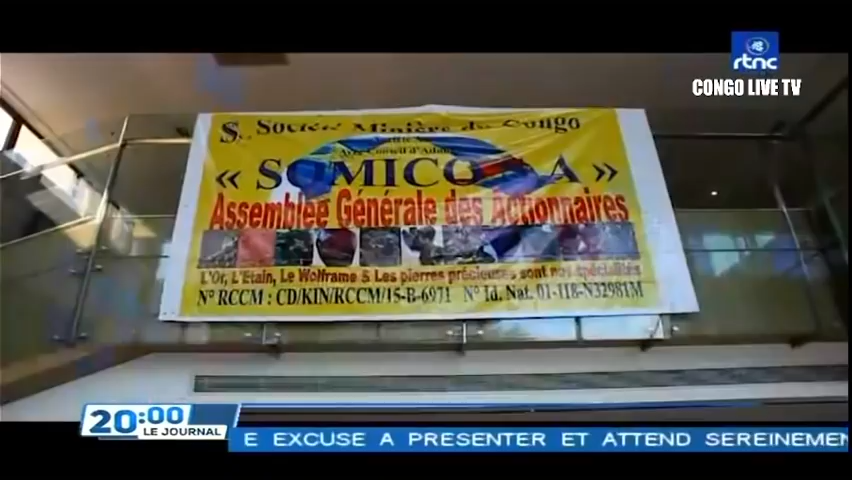 rtnc
CONGO LIVE TV
Société Minière du Congo
« SOMICO »
Assemblée Générale des Actionnaires
L'Or, L'Etain, Le Wolframe & Les pierres précieuses sont nos spécialités
N° RCCM : CD/KIN/RCCM/15-B-6971 N° Id. Nat. 01-118-N32981M
20:00
LE JOURNAL
E EXCUSE A PRESENTER ET ATTEND SEREINEMEN